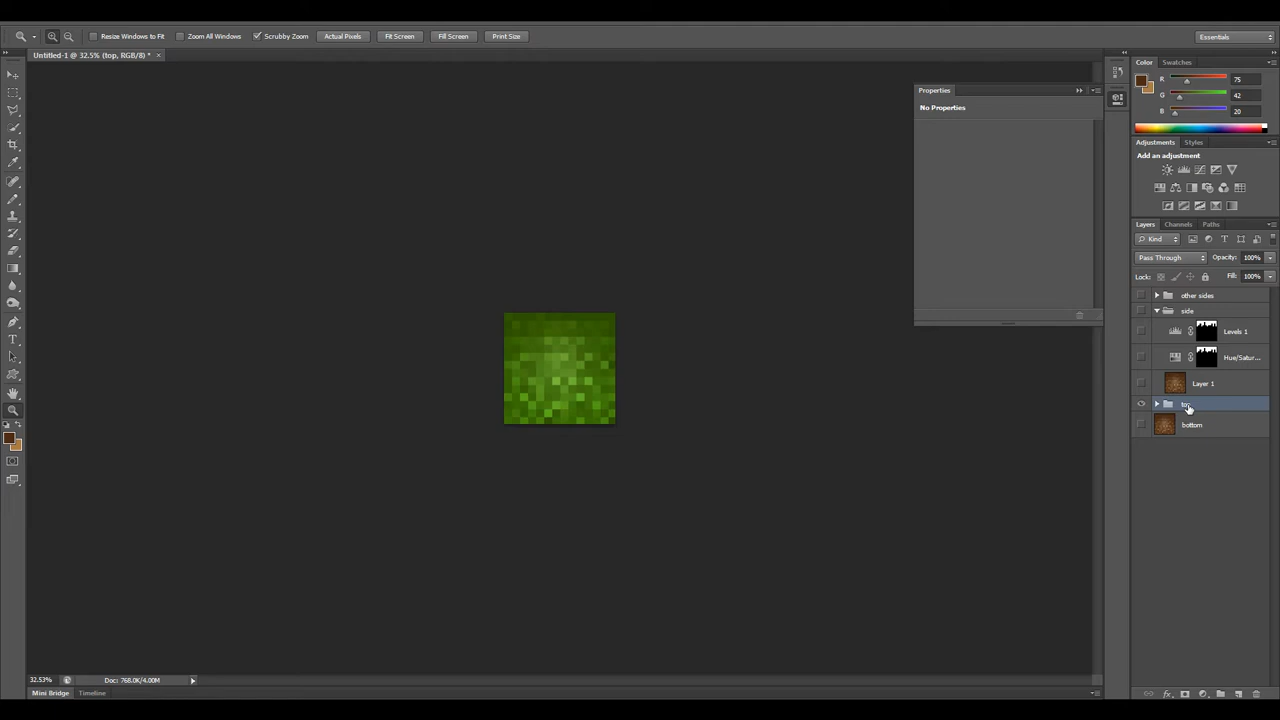 Resize Windows to Fit Zoom All Windows Scrubby Zoom Actual Pixels Fit Screen Fill Screen Print Size Essentials
Untitled-1 @ 32.5% (top, RGB/8) * ×
Color Swatches
R 75
G 42
B 20
Properties
No Properties
Adjustments Styles
Add an adjustment
Layers Channels Paths
Kind
Pass Through Opacity: 100%
Lock: Fill: 100%
other sides
side
Levels 1
Hue/Satur...
Layer 1
bottom
32.53% Doc: 768.0K/4.00M
Mini Bridge Timeline